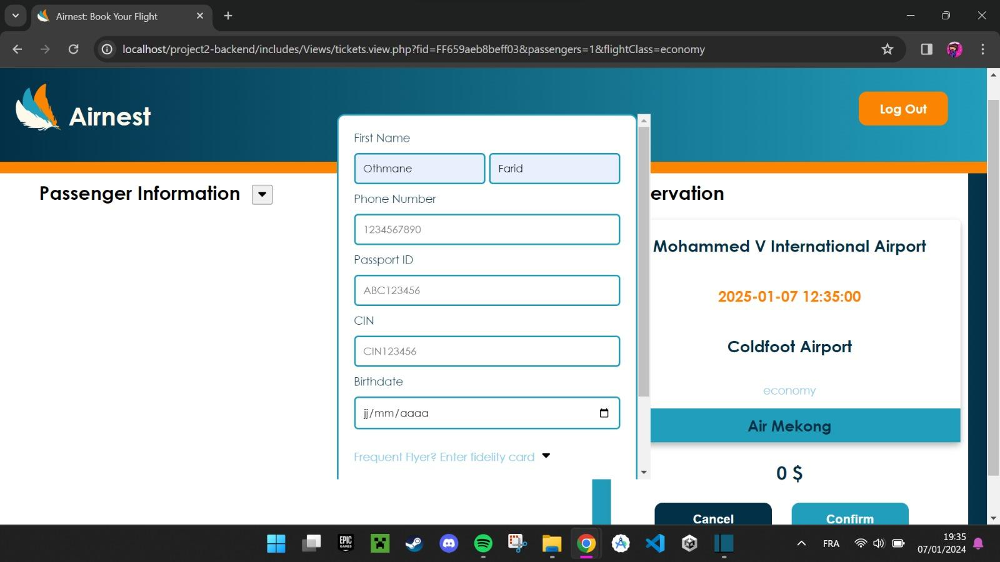 Airnest: Book Your Flight
localhost/project2-backend/includes/Views/tickets.view.php?fid=FF659aeb8beff03&passengers=1&flightClass=economy
Airnest
Log Out
Passenger Information
First Name
Othmane
Farid
Phone Number
1234567890
Passport ID
ABC123456
CIN
CIN123456
Birthdate
jj/mm/aaaa
Frequent Flyer? Enter fidelity card
ervation
Mohammed V International Airport
2025-01-07 12:35:00
Coldfoot Airport
economy
Air Mekong
0 $
Cancel
Confirm
EPIC
GAMES
FRA
19:35
07/01/2024